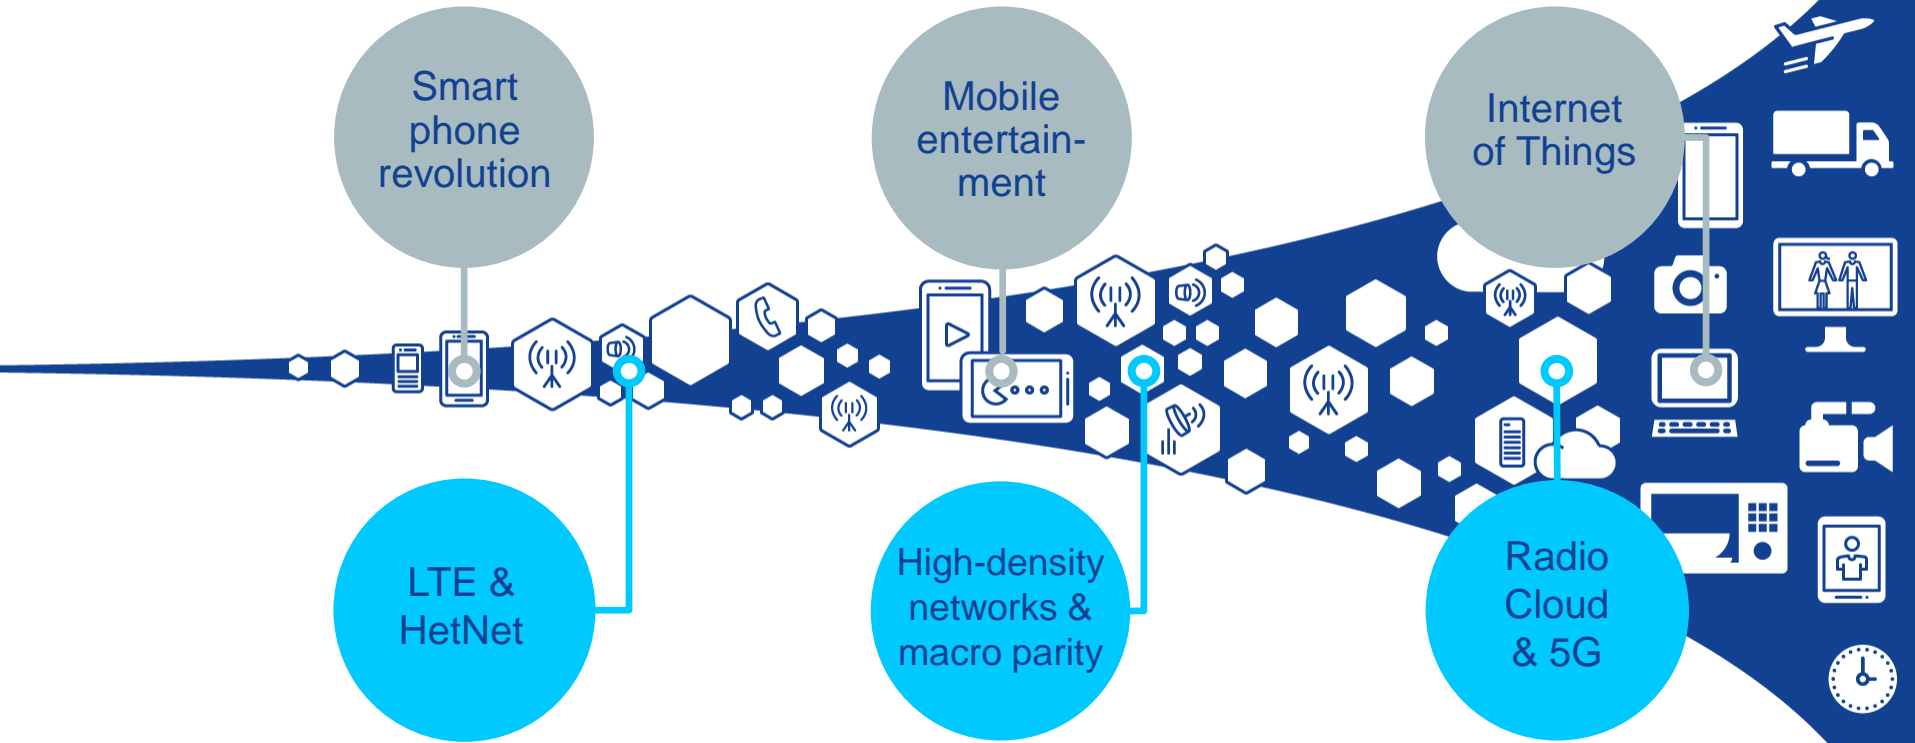 Smart
phone
revolution
Mobile
entertain-
ment
Internet
of Things
LTE &
HetNet
High-density
networks &
macro parity
Radio
Cloud
& 5G